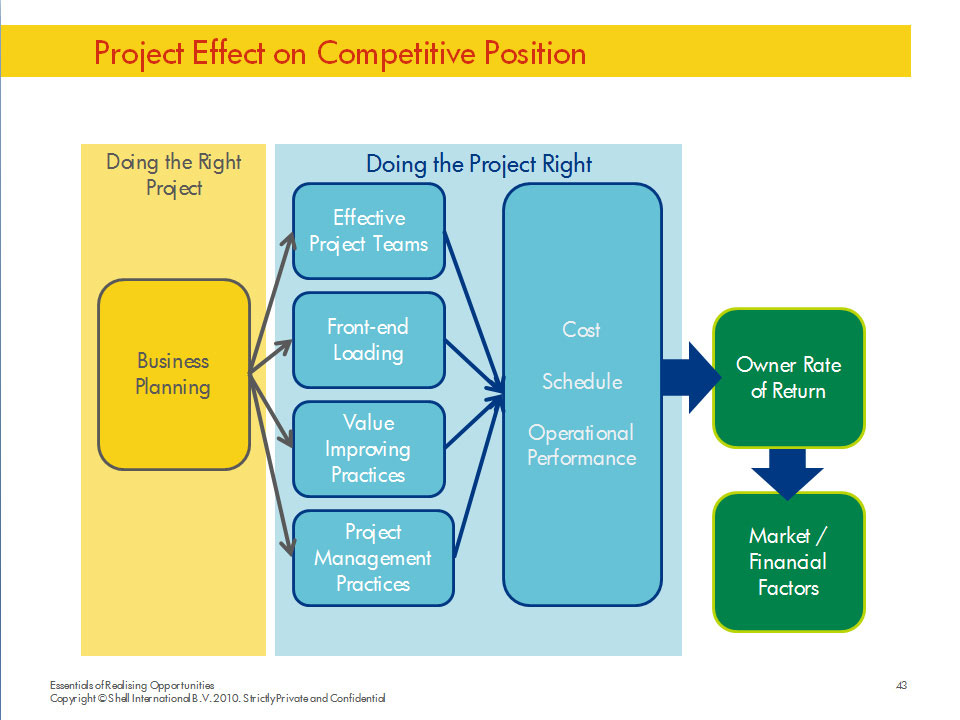 Project Effect on Competitive Position
Doing the Right
Project
Business
Planning
Doing the Project Right
Effective
Project Teams
Front-end
Loading
Value
Improving
Practices
Project
Management
Practices
Cost
Schedule
Operational
Performance
Owner Rate
of Return
Market /
Financial
Factors
Essentials of Realising Opportunities
Copyright © Shell International B.V. 2010. Strictly Private and Confidential
43